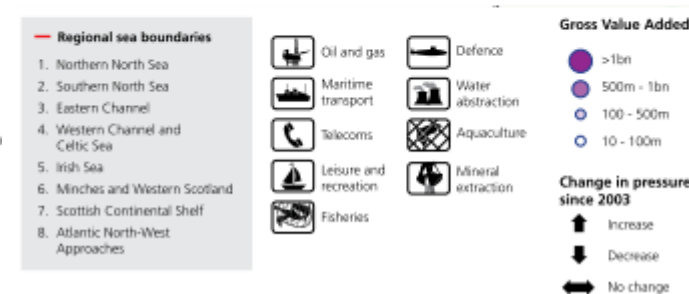 Regional sea boundaries
1. Northern North Sea
2. Southern North Sea
3. Eastern Channel
4. Western Channel and
Celtic Sea
5. Irish Sea
6. Minches and Western Scotland
7. Scottish Continental Shelf
8. Atlantic North-West
Approaches
Oil and gas
Maritime
transport
Telecoms
Leisure and
recreation
Fisheries
Defence
Water
abstraction
Aquaculture
Mineral
extraction
Gross Value Added
>1bn
500m - 1bn
100 - 500m
10 - 100m
Change in pressure
since 2003
Increase
Decrease
No change